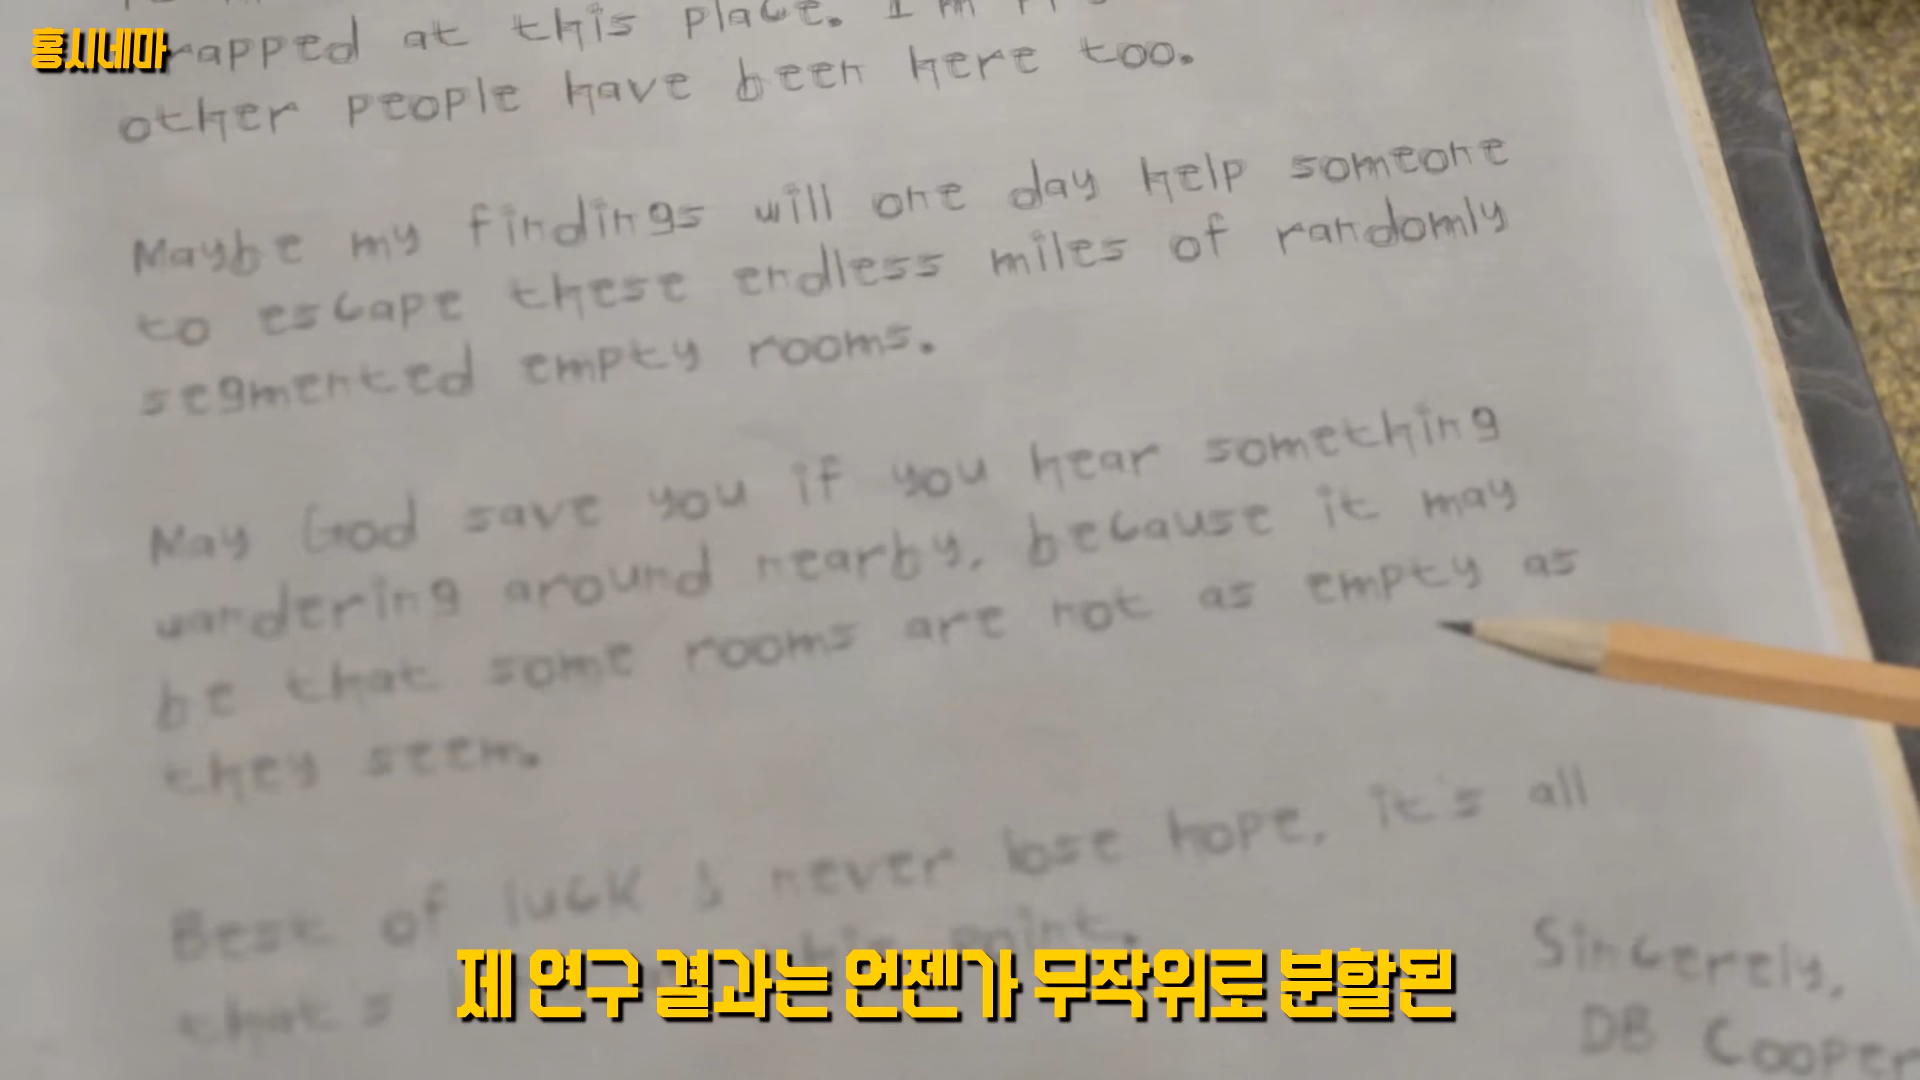 홍시네마
rapped at this place. I'm
other people have been here too.
Maybe my findings will one day help someone
to escape these endless miles of randomly
segmented empty rooms.
May God save you if you hear something
wandering around nearby, because it may
be that some rooms are not as empty as
they seem.
Best of luck & never lose hope, it's all
that's this point.
Sincerely,
DB Cooper
제 연구 결과는 언젠가 무작위로 분할된